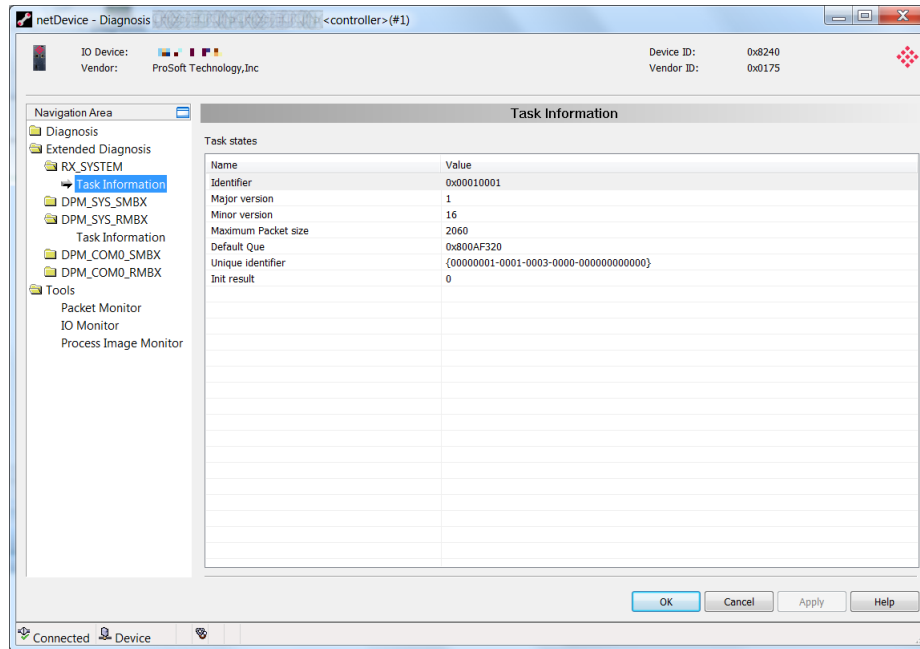 netDevice - Diagnosis <controller>(#1)
IO Device:
Device ID: 0x8240
Vendor: ProSoft Technology,Inc
Vendor ID: 0x0175
Navigation Area
Diagnosis
Extended Diagnosis
RX_SYSTEM
Task Information
DPM_SYS_SMBX
DPM_SYS_RMBX
Task Information
DPM_COM0_SMBX
DPM_COM0_RMBX
Tools
Packet Monitor
IO Monitor
Process Image Monitor
Task Information
Task states
Name Value
Identifier 0x00010001
Major version 1
Minor version 16
Maximum Packet size 2060
Default Que 0x800AF320
Unique identifier {00000001-0001-0003-0000-000000000000}
Init result 0
OK Cancel Apply Help
Connected Device